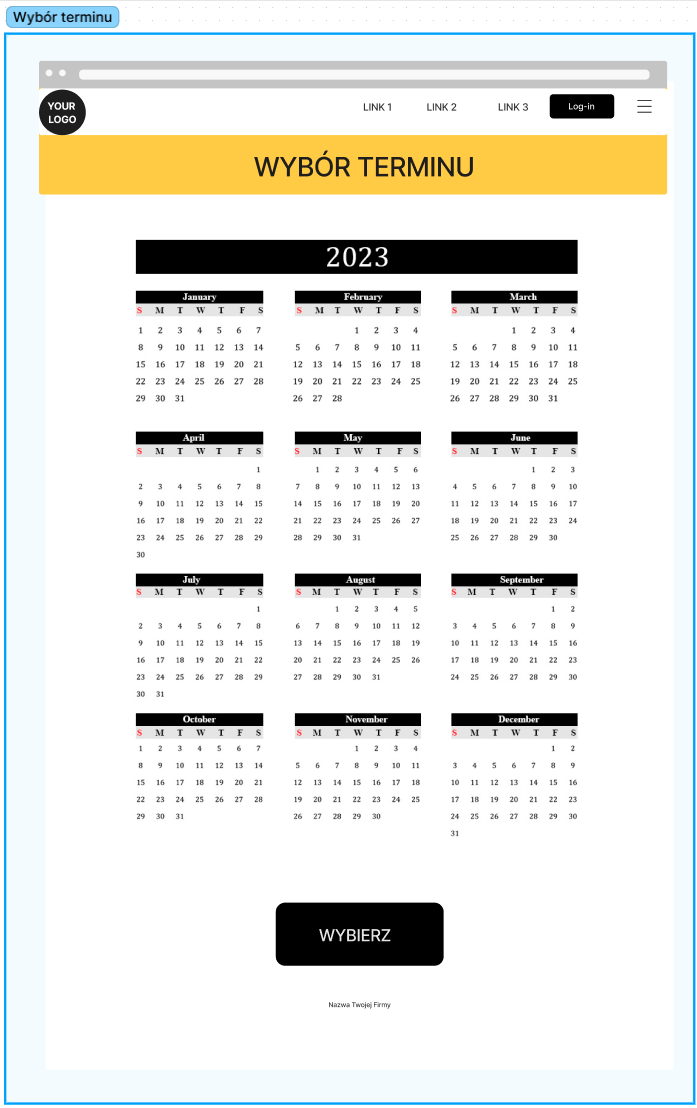 Wybór terminu
YOUR
LOGO
LINK 1 LINK 2 LINK 3 Log-in
WYBÓR TERMINU
2023
January February March
S M T W T F S S M T W T F S S M T W T F S
1 2 3 4 5 6 7 1 2 3 4 1 2 3 4
8 9 10 11 12 13 14 5 6 7 8 9 10 11 5 6 7 8 9 10 11
15 16 17 18 19 20 21 12 13 14 15 16 17 18 12 13 14 15 16 17 18
22 23 24 25 26 27 28 19 20 21 22 23 24 25 19 20 21 22 23 24 25
29 30 31 26 27 28 26 27 28 29 30 31
April May June
S M T W T F S S M T W T F S S M T W T F S
1 1 2 3 4 5 6 1 2 3
2 3 4 5 6 7 8 7 8 9 10 11 12 13 4 5 6 7 8 9 10
9 10 11 12 13 14 15 14 15 16 17 18 19 20 11 12 13 14 15 16 17
16 17 18 19 20 21 22 21 22 23 24 25 26 27 18 19 20 21 22 23 24
23 24 25 26 27 28 29 28 29 30 31 25 26 27 28 29 30
30
July August September
S M T W T F S S M T W T F S S M T W T F S
1 1 2 3 4 5 1 2
2 3 4 5 6 7 8 6 7 8 9 10 11 12 3 4 5 6 7 8 9
9 10 11 12 13 14 15 13 14 15 16 17 18 19 10 11 12 13 14 15 16
16 17 18 19 20 21 22 20 21 22 23 24 25 26 17 18 19 20 21 22 23
23 24 25 26 27 28 29 27 28 29 30 31 24 25 26 27 28 29 30
30 31
October November December
S M T W T F S S M T W T F S S M T W T F S
1 2 3 4 5 6 7 1 2 3 4 1 2
8 9 10 11 12 13 14 5 6 7 8 9 10 11 3 4 5 6 7 8 9
15 16 17 18 19 20 21 12 13 14 15 16 17 18 10 11 12 13 14 15 16
22 23 24 25 26 27 28 19 20 21 22 23 24 25 17 18 19 20 21 22 23
29 30 31 26 27 28 29 30 24 25 26 27 28 29 30
31
WYBIERZ
Nazwa Twojej Firmy